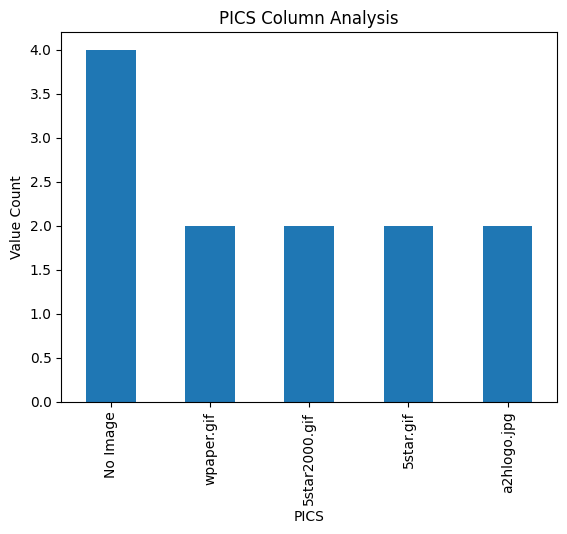 PICS Column Analysis
Value Count
4.0
3.5
3.0
2.5
2.0
1.5
1.0
0.5
0.0
No Image
wpaper.gif
5star2000.gif
5star.gif
a2hlogo.jpg
PICS